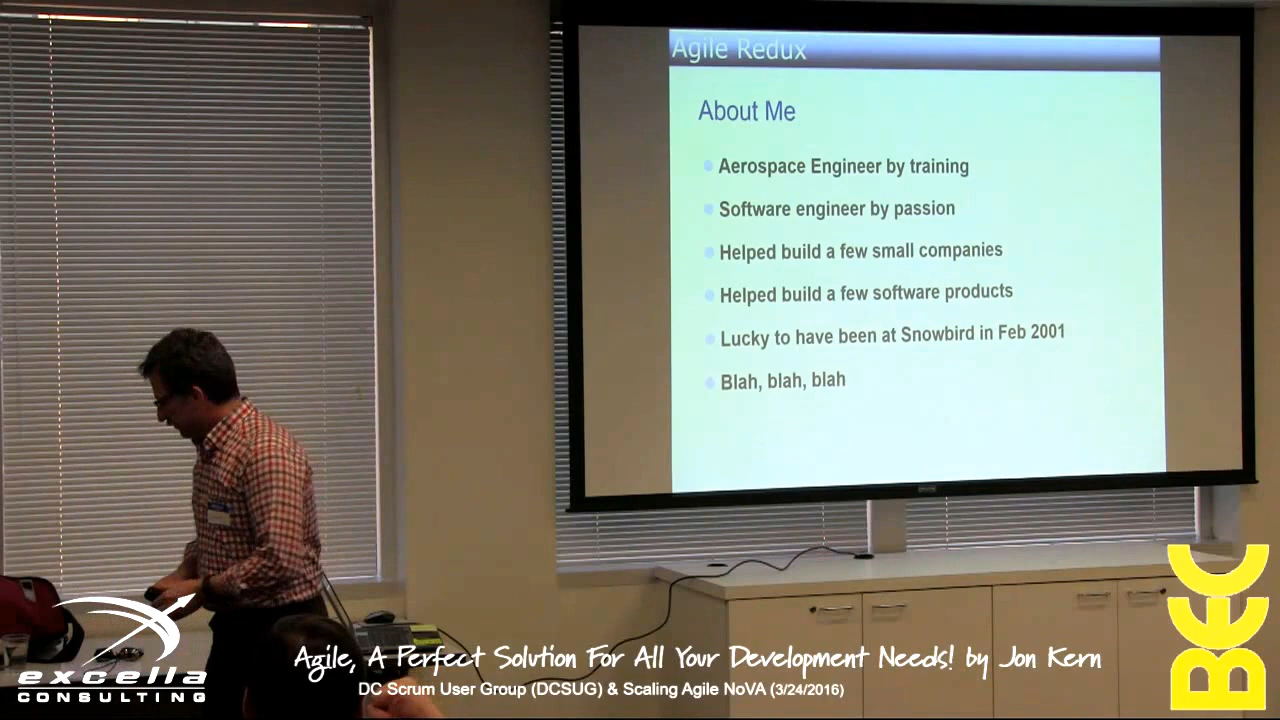 Agile Redux
About Me
Aerospace Engineer by training
Software engineer by passion
Helped build a few small companies
Helped build a few software products
Lucky to have been at Snowbird in Feb 2001
Blah, blah, blah
excella
CONSULTING
Agile, A Perfect Solution For All Your Development Needs! by Jon Kern
DC Scrum User Group (DCSUG) & Scaling Agile NoVA (3/24/2016)
BEC